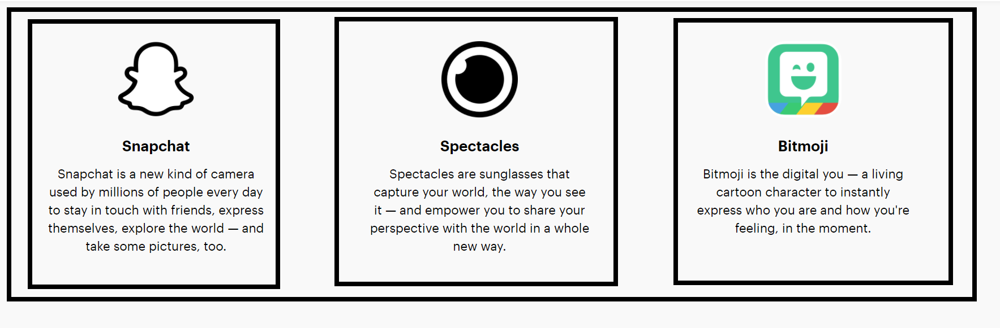 Snapchat
Snapchat is a new kind of camera
used by millions of people every day
to stay in touch with friends, express
themselves, explore the world — and
take some pictures, too.
Spectacles
Spectacles are sunglasses that
capture your world, the way you see
it — and empower you to share your
perspective with the world in a whole
new way.
Bitmoji
Bitmoji is the digital you — a living
cartoon character to instantly
express who you are and how you're
feeling, in the moment.